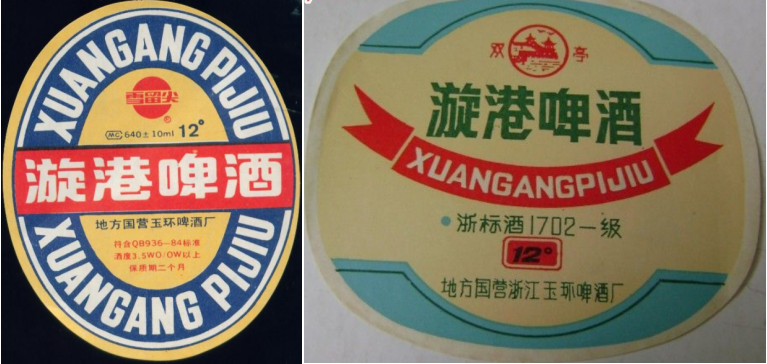 XUANGANG PIJIU
雪溜尖
®
MC 640±10ml 12°
漩港啤酒
地方国营玉环啤酒厂
符合QB936-84标准
酒度3.5WO/OW以上
保质期二个月
XUANGANG PIJIU
双亭
漩港啤酒
XUANGANGPIJIU
浙标酒1702-一级
12°
地方国营浙江玉环啤酒厂